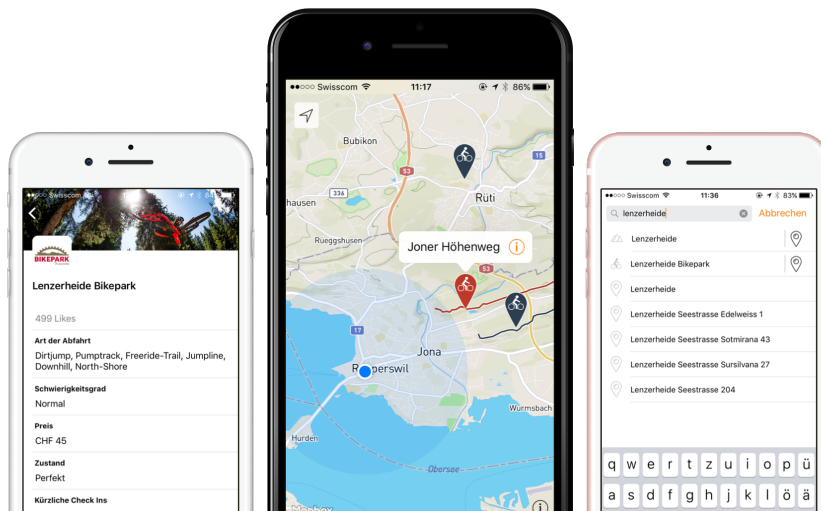 Swisscom
BIKEPARK
Lenzerheide Bikepark
499 Likes
Art der Abfahrt
Dirtjump, Pumptrack, Freeride-Trail, Jumpline,
Downhill, North-Shore
Schwierigkeitsgrad
Normal
Preis
CHF 45
Zustand
Perfekt
Kürzliche Check Ins
Swisscom 11:17 86%
Bubikon
15
53
336
hausen
Rüti
Rueggshusen
Joner Höhenweg
53
17
Jona
Rapperswil
Wurmsbach
Hurden
Obersee
Mapbox
Swisscom 11:36 83%
lenzerheide Abbrechen
Lenzerheide
Lenzerheide Bikepark
Lenzerheide
Lenzerheide Seestrasse Edelweiss 1
Lenzerheide Seestrasse Sotmirana 43
Lenzerheide Seestrasse Sursilvana 27
Lenzerheide Seestrasse 204
q w e r t z u i o p ü
a s d f g h j k l ö ä